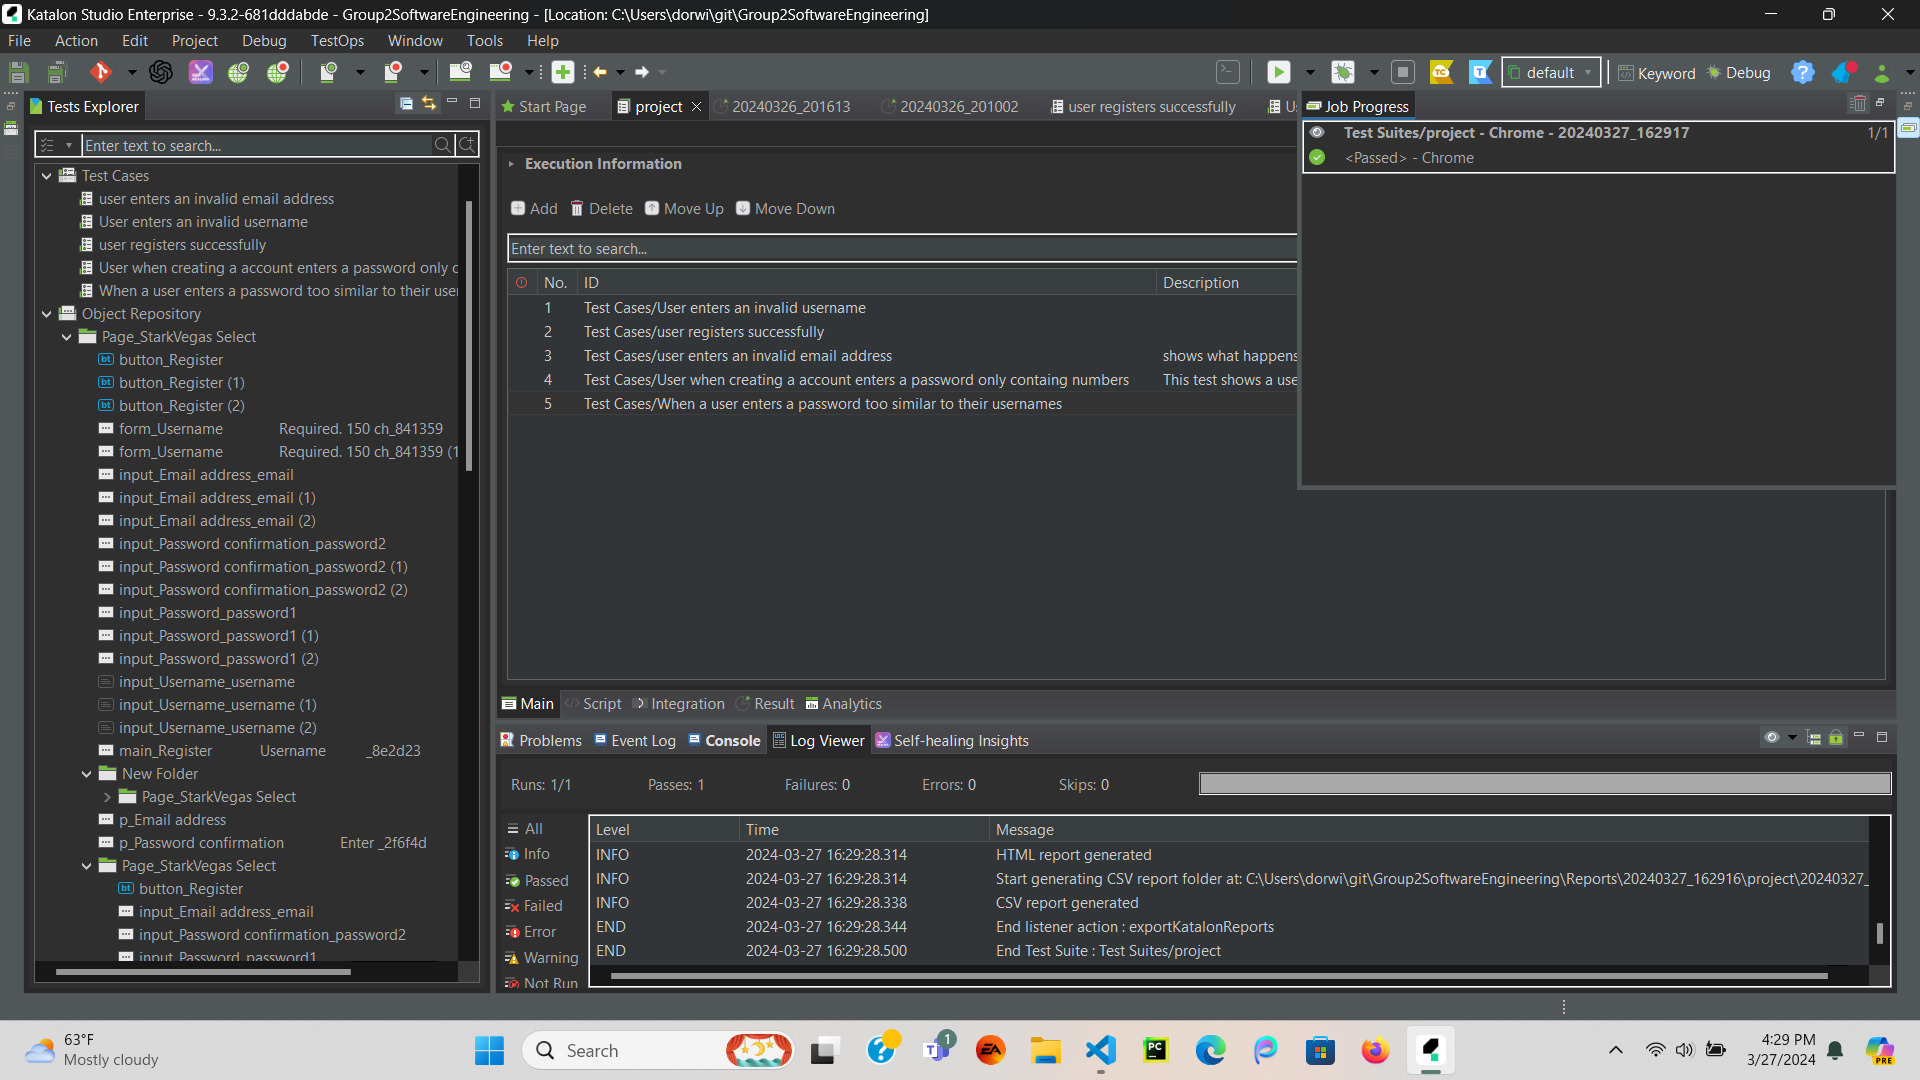 Katalon Studio Enterprise - 9.3.2-681dddabde - Group2SoftwareEngineering - [Location: C:\Users\dorwi\git\Group2SoftwareEngineering]
File Action Edit Project Debug TestOps Window Tools Help
default Keyword Debug
Tests Explorer
Start Page project 20240326_201613 20240326_201002 user registers successfully
Job Progress
Enter text to search...
Test Suites/project - Chrome - 20240327_162917 1/1
<Passed> - Chrome
Test Cases
user enters an invalid email address
User enters an invalid username
user registers successfully
User when creating a account enters a password only c
When a user enters a password too similar to their user
Object Repository
Page_StarkVegas Select
button_Register
button_Register (1)
button_Register (2)
form_Username Required. 150 ch_841359
form_Username Required. 150 ch_841359 (1
input_Email address_email
input_Email address_email (1)
input_Email address_email (2)
input_Password confirmation_password2
input_Password confirmation_password2 (1)
input_Password confirmation_password2 (2)
input_Password_password1
input_Password_password1 (1)
input_Password_password1 (2)
input_Username_username
input_Username_username (1)
input_Username_username (2)
main_Register Username _8e2d23
New Folder
Page_StarkVegas Select
p_Email address
p_Password confirmation Enter _2f6f4d
Page_StarkVegas Select
button_Register
input_Email address_email
input_Password confirmation_password2
input_Password_password1
Execution Information
Add Delete Move Up Move Down
Enter text to search...
No. ID Description
1 Test Cases/User enters an invalid username
2 Test Cases/user registers successfully
3 Test Cases/user enters an invalid email address shows what happens
4 Test Cases/User when creating a account enters a password only containg numbers This test shows a use
5 Test Cases/When a user enters a password too similar to their usernames
Main Script Integration Result Analytics
Problems Event Log Console Log Viewer Self-healing Insights
Runs: 1/1 Passes: 1 Failures: 0 Errors: 0 Skips: 0
All
Info
Passed
Failed
Error
Warning
Not Run
Level Time Message
INFO 2024-03-27 16:29:28.314 HTML report generated
INFO 2024-03-27 16:29:28.314 Start generating CSV report folder at: C:\Users\dorwi\git\Group2SoftwareEngineering\Reports\20240327_162916\project\20240327_
INFO 2024-03-27 16:29:28.338 CSV report generated
END 2024-03-27 16:29:28.344 End listener action : exportKatalonReports
END 2024-03-27 16:29:28.500 End Test Suite : Test Suites/project
63°F
Mostly cloudy
Search
1
4:29 PM
3/27/2024